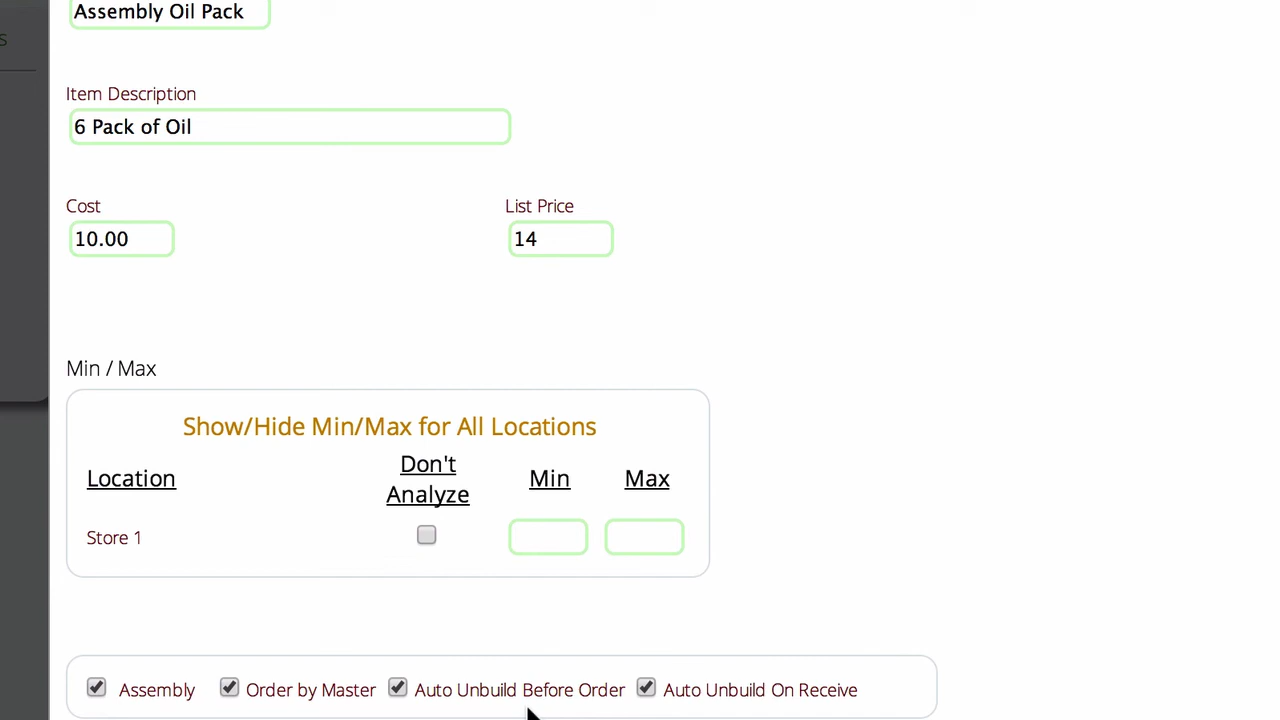 Assembly Oil Pack
s
Item Description
6 Pack of Oil
Cost
List Price
10.00
14
Min / Max
Show/Hide Min/Max for All Locations
Location
Don't
Analyze
Min
Max
Store 1
Assembly Order by Master Auto Unbuild Before Order Auto Unbuild On Receive